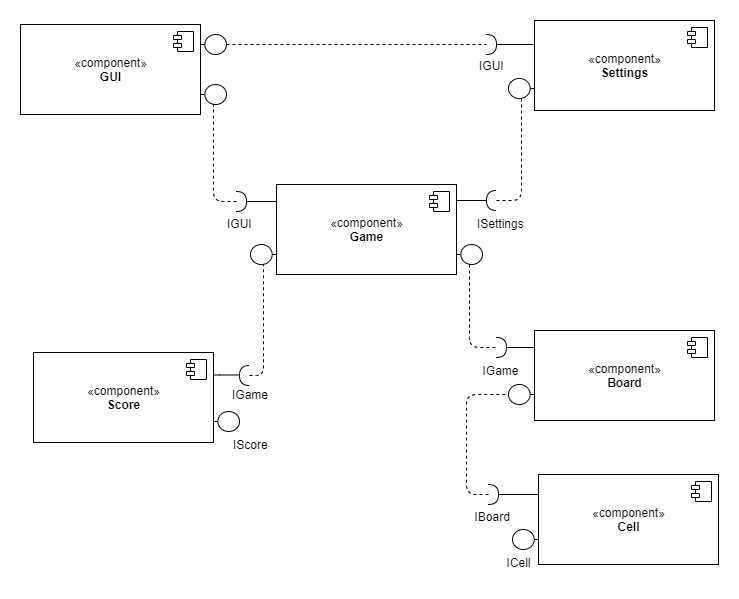 «component»
GUI
IGUI
«component»
Settings
IGUI
«component»
Game
ISettings
IGame
«component»
Board
«component»
Score
IGame
IScore
IBoard
«component»
Cell
ICell